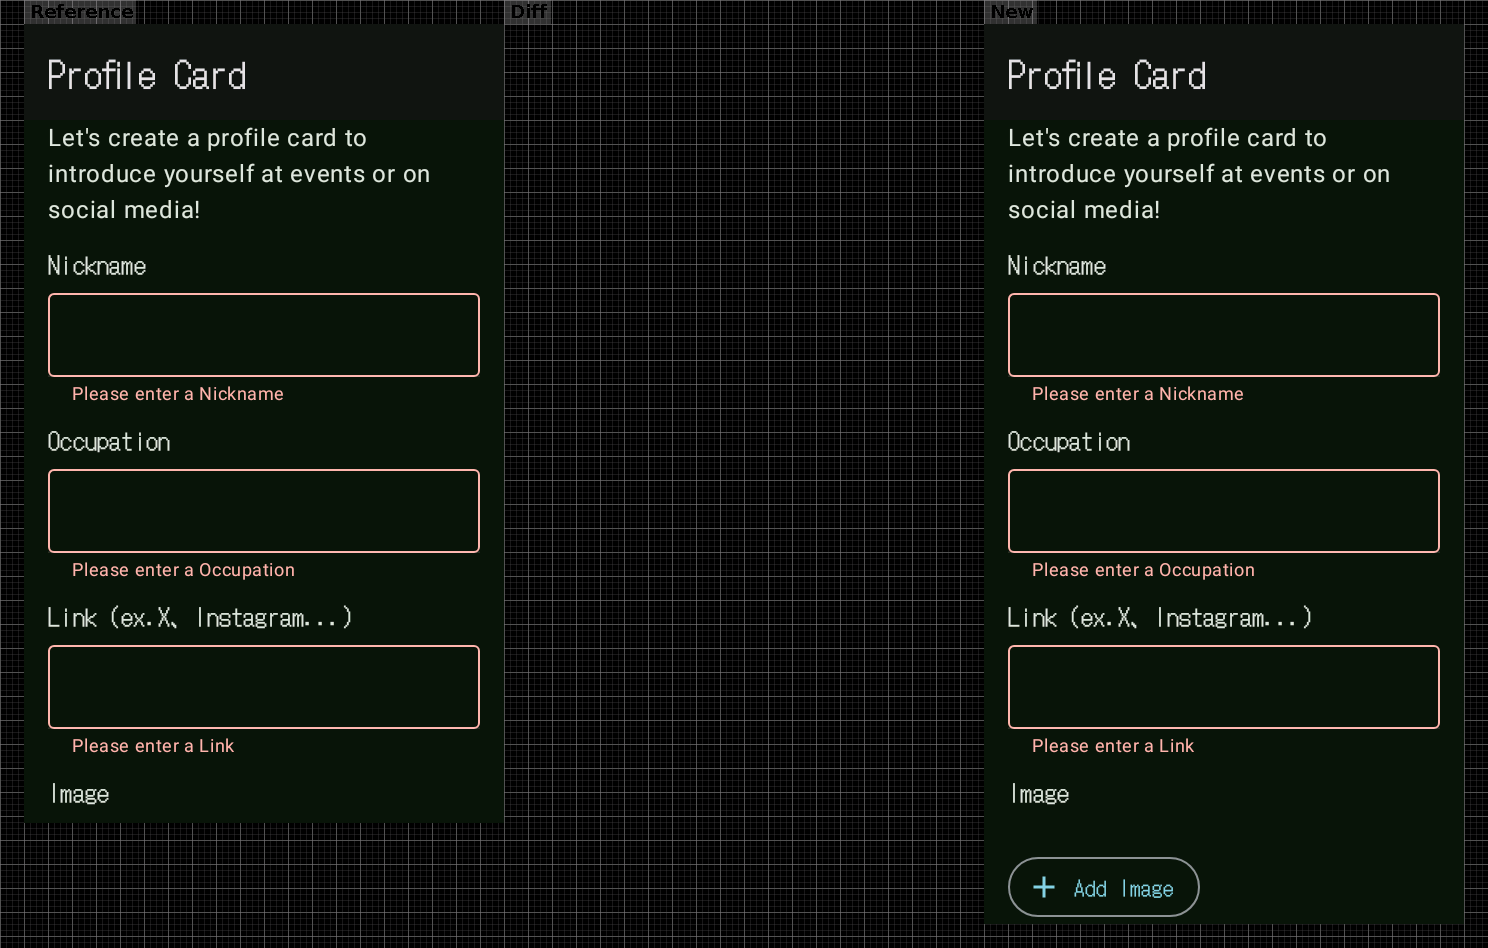 Reference
Diff
New
Profile Card
Let's create a profile card to
introduce yourself at events or on
social media!
Nickname
Please enter a Nickname
Occupation
Please enter a Occupation
Link (ex.X、Instagram...)
Please enter a Link
Image
Profile Card
Let's create a profile card to
introduce yourself at events or on
social media!
Nickname
Please enter a Nickname
Occupation
Please enter a Occupation
Link (ex.X、Instagram...)
Please enter a Link
Image
Add Image